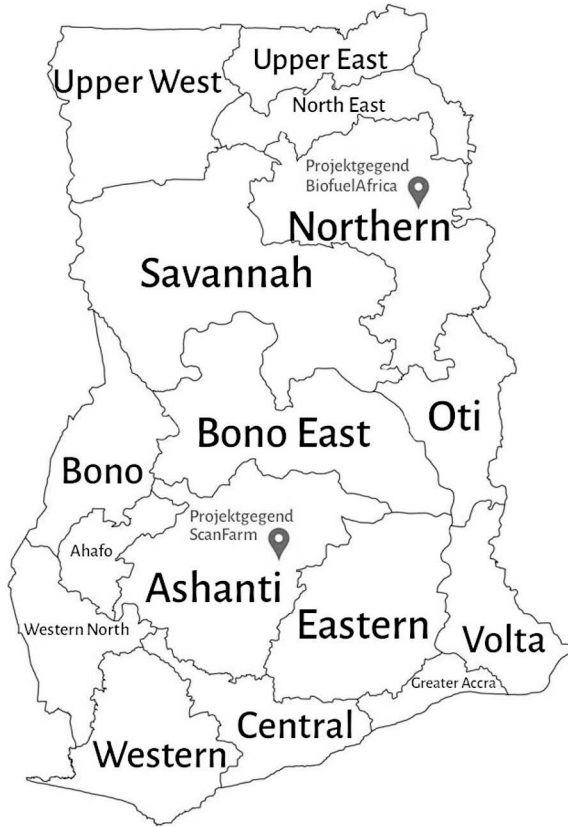 Upper East
Upper West
North East
Projektgegend
BiofuelAfrica
Northern
Savannah
Oti
Bono East
Bono
Projektgegend
ScanFarm
Ahafo
Ashanti
Eastern
Western North
Volta
Greater Accra
Central
Western